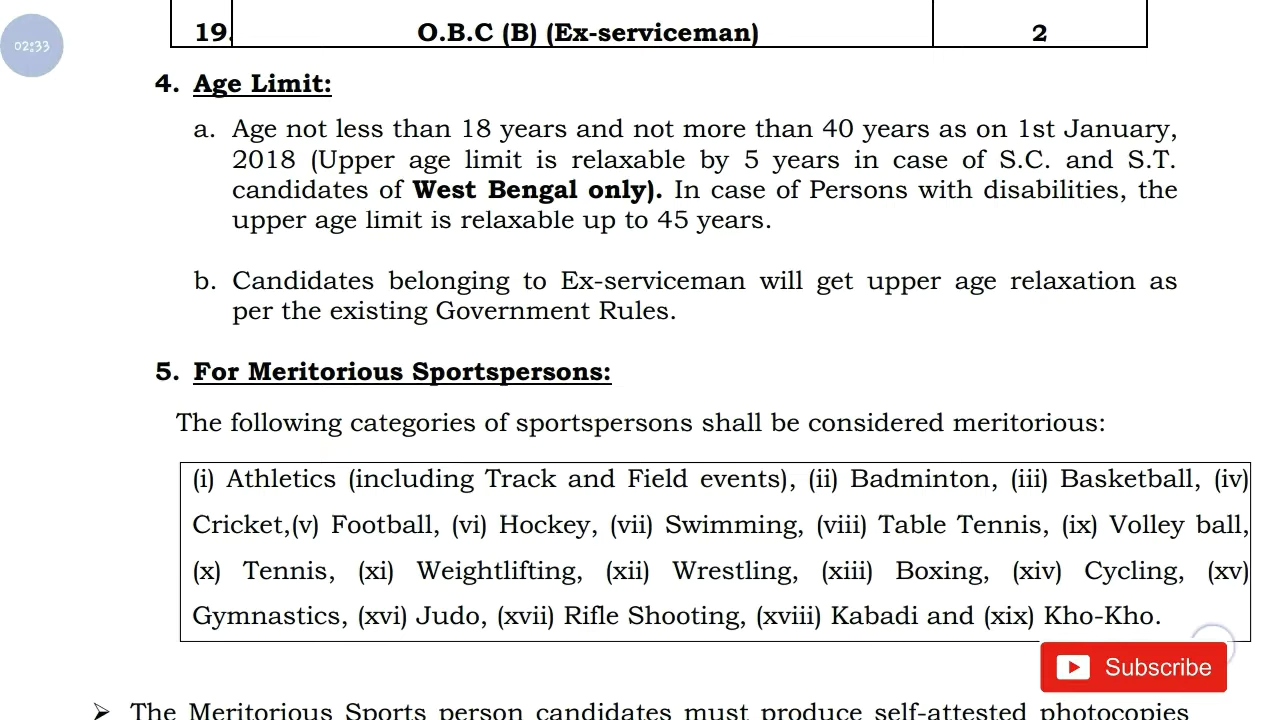 02:33
19. O.B.C (B) (Ex-serviceman) 2
4. Age Limit:
a. Age not less than 18 years and not more than 40 years as on 1st January,
2018 (Upper age limit is relaxable by 5 years in case of S.C. and S.T.
candidates of West Bengal only). In case of Persons with disabilities, the
upper age limit is relaxable up to 45 years.
b. Candidates belonging to Ex-serviceman will get upper age relaxation as
per the existing Government Rules.
5. For Meritorious Sportspersons:
The following categories of sportspersons shall be considered meritorious:
(i) Athletics (including Track and Field events), (ii) Badminton, (iii) Basketball, (iv)
Cricket,(v) Football, (vi) Hockey, (vii) Swimming, (viii) Table Tennis, (ix) Volley ball,
(x) Tennis, (xi) Weightlifting, (xii) Wrestling, (xiii) Boxing, (xiv) Cycling, (xv)
Gymnastics, (xvi) Judo, (xvii) Rifle Shooting, (xviii) Kabadi and (xix) Kho-Kho.
Subscribe
➢ The Meritorious Sports person candidates must produce self-attested photocopies